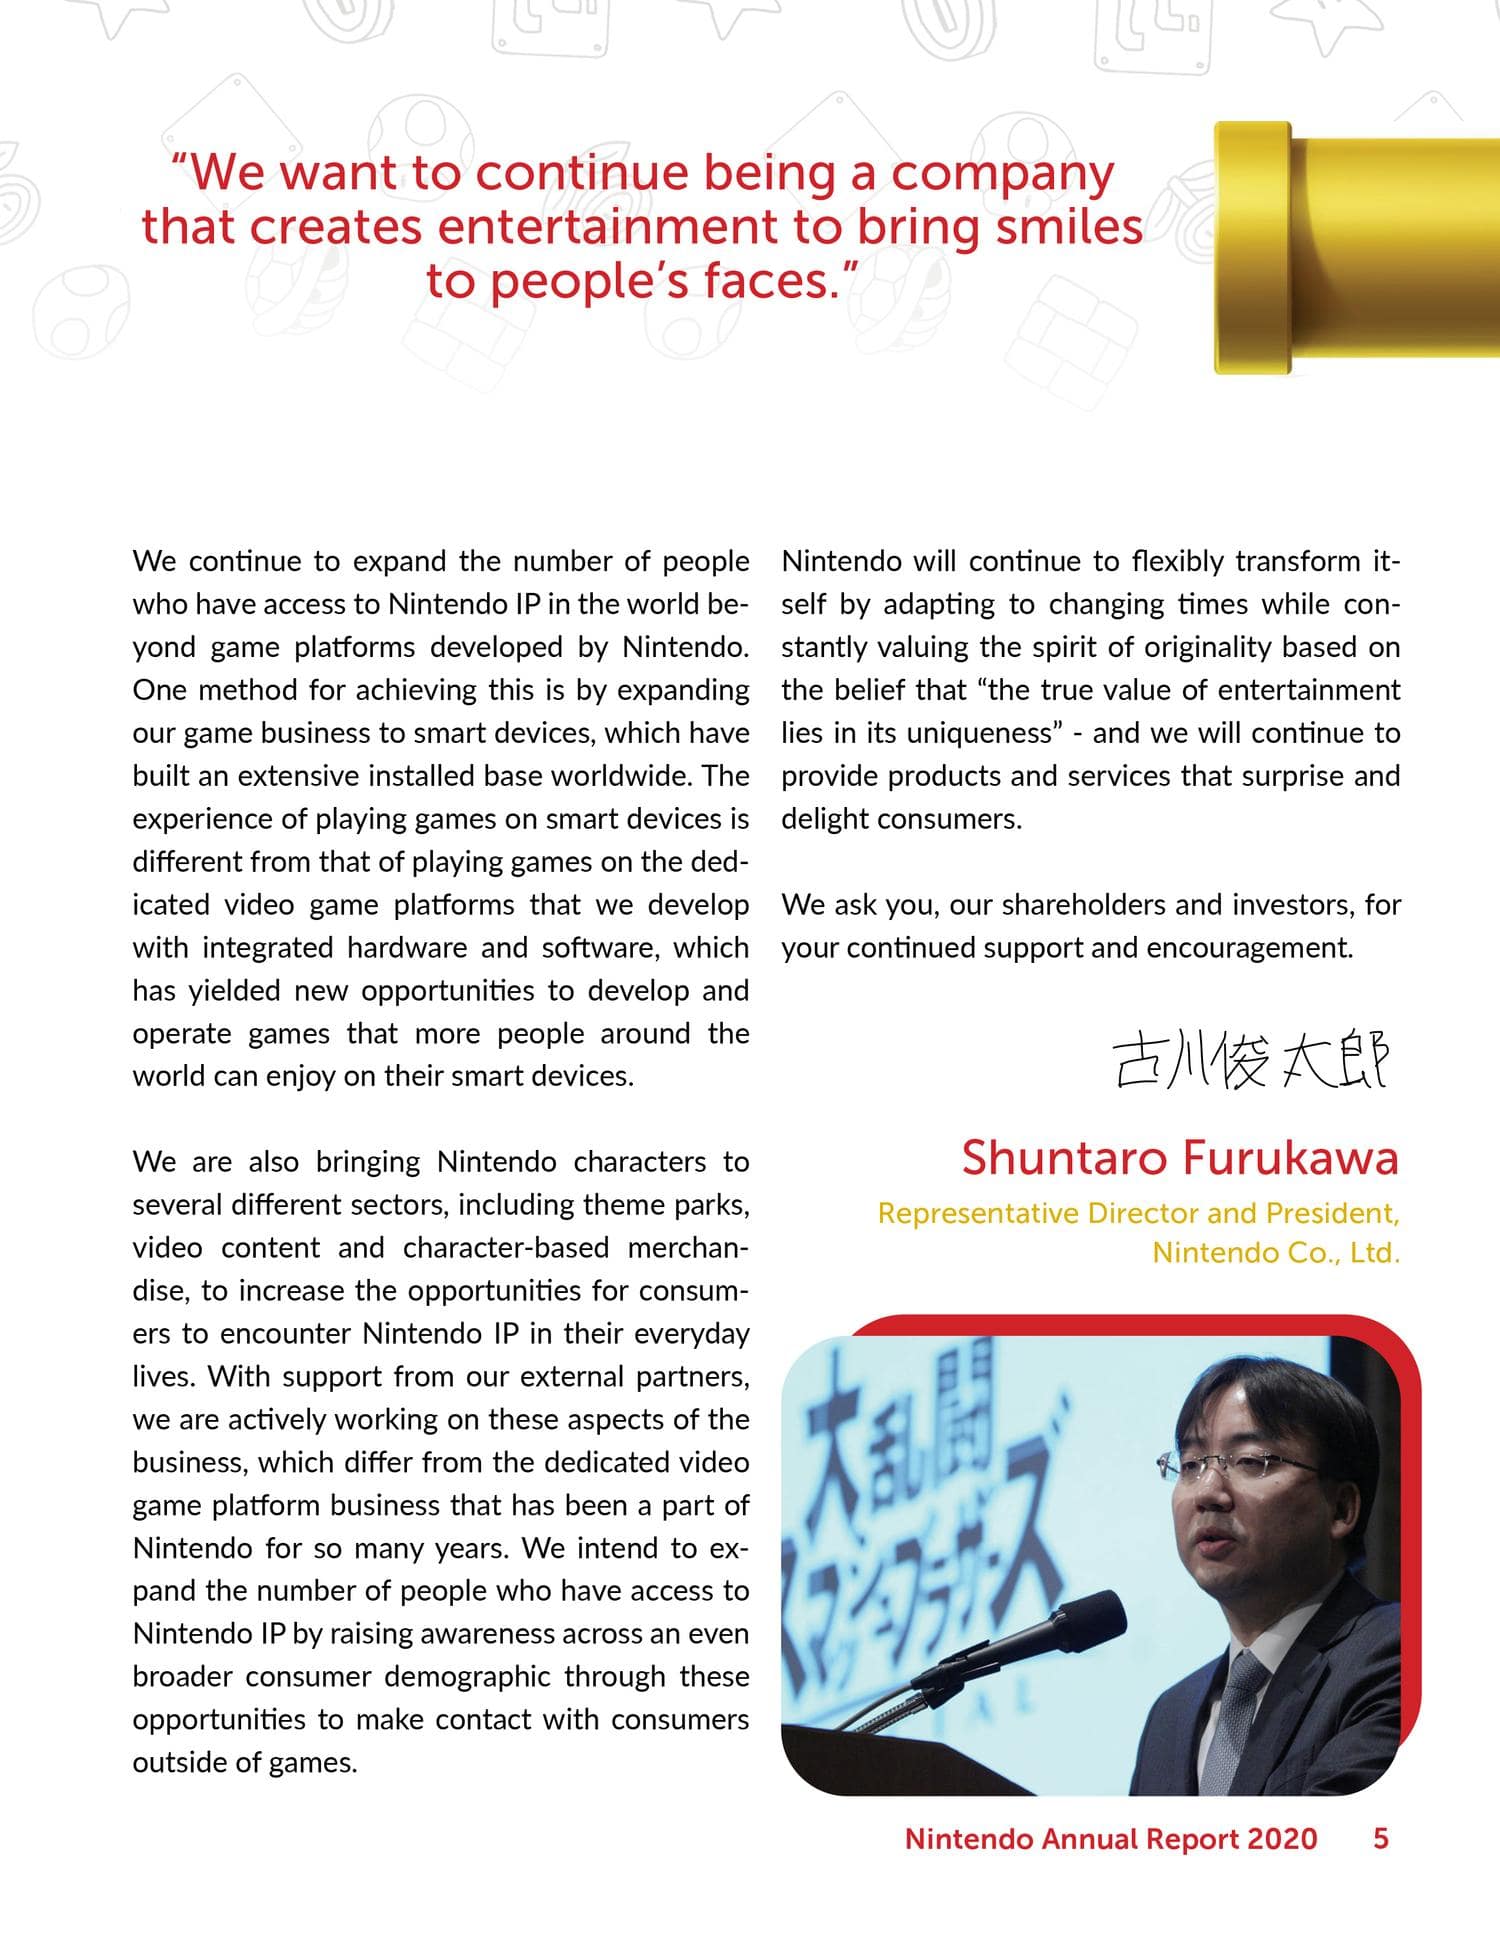 “We want to continue being a company
that creates entertainment to bring smiles
to people’s faces.”
We continue to expand the number of people
who have access to Nintendo IP in the world be-
yond game platforms developed by Nintendo.
One method for achieving this is by expanding
our game business to smart devices, which have
built an extensive installed base worldwide. The
experience of playing games on smart devices is
different from that of playing games on the ded-
icated video game platforms that we develop
with integrated hardware and software, which
has yielded new opportunities to develop and
operate games that more people around the
world can enjoy on their smart devices.
We are also bringing Nintendo characters to
several different sectors, including theme parks,
video content and character-based merchan-
dise, to increase the opportunities for consum-
ers to encounter Nintendo IP in their everyday
lives. With support from our external partners,
we are actively working on these aspects of the
business, which differ from the dedicated video
game platform business that has been a part of
Nintendo for so many years. We intend to ex-
pand the number of people who have access to
Nintendo IP by raising awareness across an even
broader consumer demographic through these
opportunities to make contact with consumers
outside of games.
Nintendo will continue to flexibly transform it-
self by adapting to changing times while con-
stantly valuing the spirit of originality based on
the belief that “the true value of entertainment
lies in its uniqueness” - and we will continue to
provide products and services that surprise and
delight consumers.
We ask you, our shareholders and investors, for
your continued support and encouragement.
古川俊太郎
Shuntaro Furukawa
Representative Director and President,
Nintendo Co., Ltd.
大乱闘
スマッシュブラザーズ
Nintendo Annual Report 2020 5